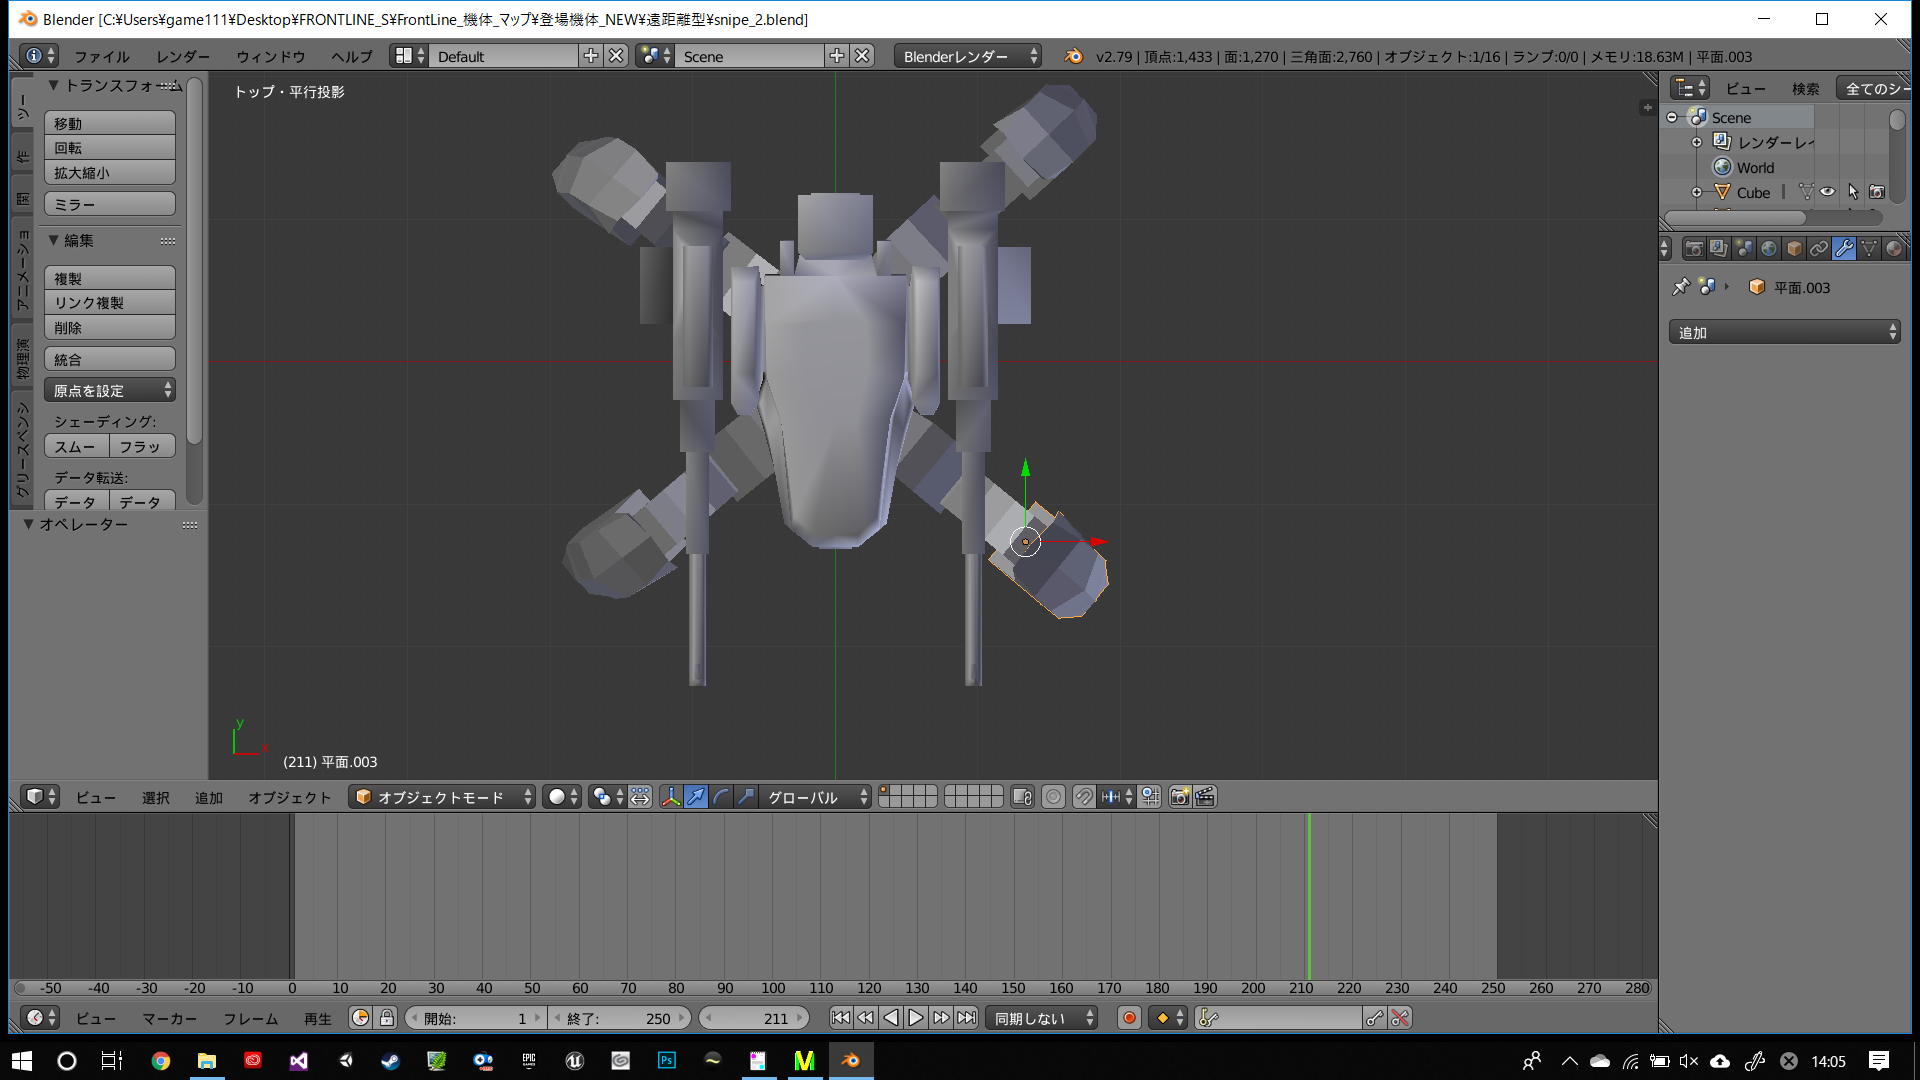 Blender [C:¥Users¥game111¥Desktop¥FRONTLINE_S¥FrontLine_機体_マップ¥登場機体_NEW¥遠距離型¥snipe_2.blend]
ファイル レンダー ウィンドウ ヘルプ Default Scene Blenderレンダー v2.79 | 頂点:1,433 | 面:1,270 | 三角面:2,760 | オブジェクト:1/16 | ランプ:0/0 | メモリ:18.63M | 平面.003
トランスフォーム
移動
回転
拡大縮小
ミラー
編集
複製
リンク複製
削除
統合
原点を設定
シェーディング:
スムー フラッ
データ転送:
データ データ
オペレーター
ツー
作
関
アニメーショ
物理演
グリースペンシ
トップ・平行投影
y
x
(211) 平面.003
ビュー 検索 全てのシー
Scene
レンダーレイ
World
Cube
平面.003
追加
ビュー 選択 追加 オブジェクト オブジェクトモード グローバル
-50 -40 -30 -20 -10 0 10 20 30 40 50 60 70 80 90 100 110 120 130 140 150 160 170 180 190 200 210 220 230 240 250 260 270 280
ビュー マーカー フレーム 再生 開始: 1 終了: 250 211 同期しない
EPIC Ps 14:05